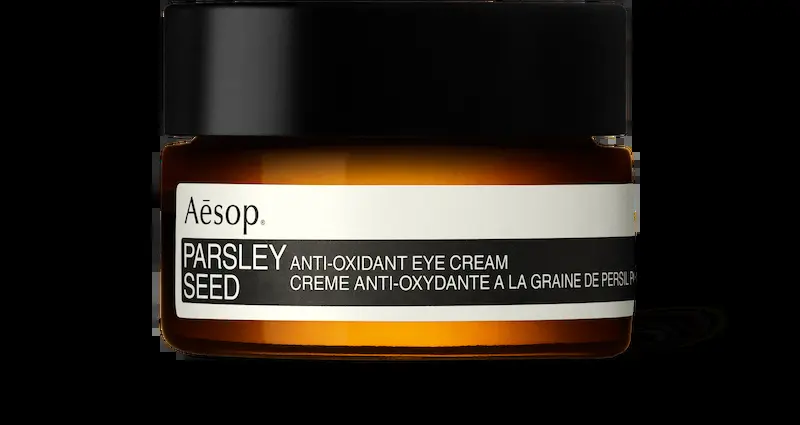 Aēsop®
PARSLEY SEED
ANTI-OXIDANT EYE CREAM
CREME ANTI-OXYDANTE A LA GRAINE DE PERSIL